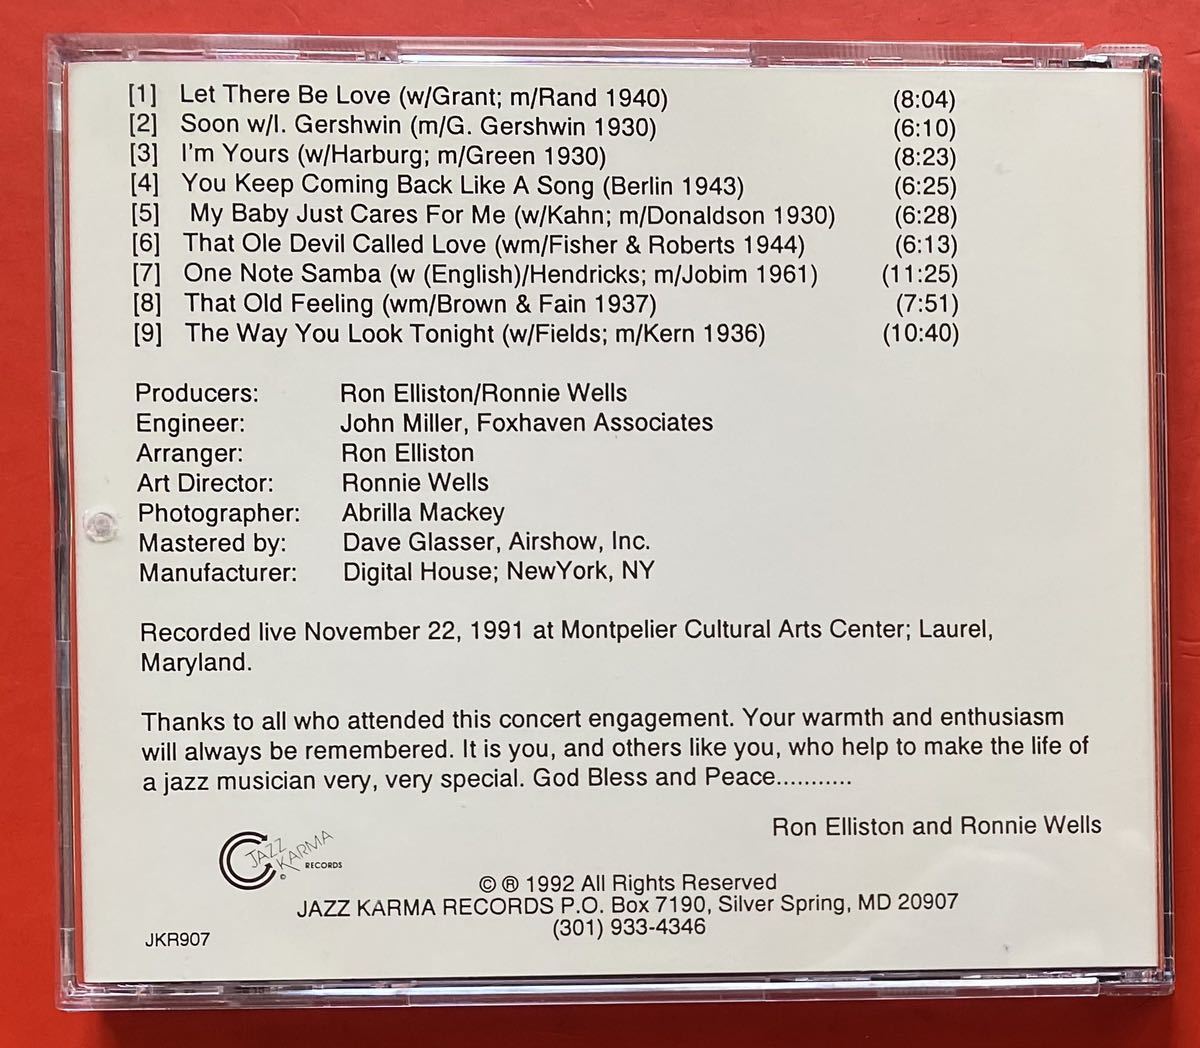 [1] Let There Be Love (w/Grant; m/Rand 1940) (8:04)
[2] Soon w/I. Gershwin (m/G. Gershwin 1930) (6:10)
[3] I'm Yours (w/Harburg; m/Green 1930) (8:23)
[4] You Keep Coming Back Like A Song (Berlin 1943) (6:25)
[5] My Baby Just Cares For Me (w/Kahn; m/Donaldson 1930) (6:28)
[6] That Ole Devil Called Love (wm/Fisher & Roberts 1944) (6:13)
[7] One Note Samba (w (English)/Hendricks; m/Jobim 1961) (11:25)
[8] That Old Feeling (wm/Brown & Fain 1937) (7:51)
[9] The Way You Look Tonight (w/Fields; m/Kern 1936) (10:40)
Producers: Ron Elliston/Ronnie Wells
Engineer: John Miller, Foxhaven Associates
Arranger: Ron Elliston
Art Director: Ronnie Wells
Photographer: Abrilla Mackey
Mastered by: Dave Glasser, Airshow, Inc.
Manufacturer: Digital House; NewYork, NY
Recorded live November 22, 1991 at Montpelier Cultural Arts Center; Laurel,
Maryland.
Thanks to all who attended this concert engagement. Your warmth and enthusiasm
will always be remembered. It is you, and others like you, who help to make the life of
a jazz musician very, very special. God Bless and Peace...........
Ron Elliston and Ronnie Wells
JAZZ
KARMA
RECORDS
©
© ® 1992 All Rights Reserved
JAZZ KARMA RECORDS P.O. Box 7190, Silver Spring, MD 20907
(301) 933-4346
JKR907